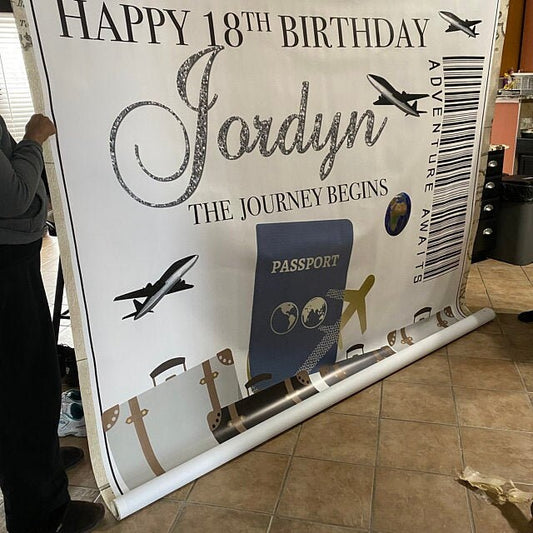 HAPPY 18TH BIRTHDAY
Jordyn
THE JOURNEY BEGINS
ADVENTURE AWAITS
PASSPORT